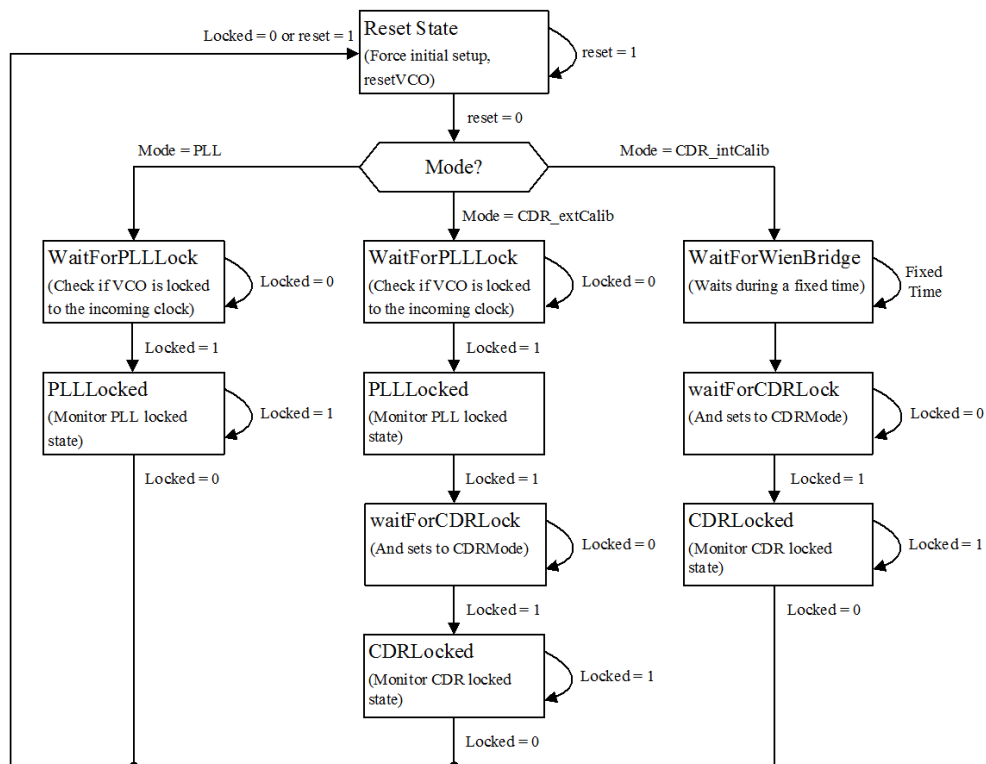 Locked = 0 or reset = 1
Reset State
(Force initial setup,
resetVCO)
reset = 1
reset = 0
Mode = PLL
Mode?
Mode = CDR_intCalib
Mode = CDR_extCalib
WaitForPLLLock
(Check if VCO is locked
to the incoming clock)
Locked = 0
WaitForPLLLock
(Check if VCO is locked
to the incoming clock)
Locked = 0
WaitForWienBridge
(Waits during a fixed time)
Fixed
Time
Locked = 1
Locked = 1
PLLLocked
(Monitor PLL locked
state)
Locked = 1
PLLLocked
(Monitor PLL locked
state)
waitForCDRLock
(And sets to CDRMode)
Locked = 0
Locked = 0
Locked = 1
Locked = 1
waitForCDRLock
(And sets to CDRMode)
Locked = 0
CDRLocked
(Monitor CDR locked
state)
Locked = 1
Locked = 1
Locked = 0
CDRLocked
(Monitor CDR locked
state)
Locked = 1
Locked = 0